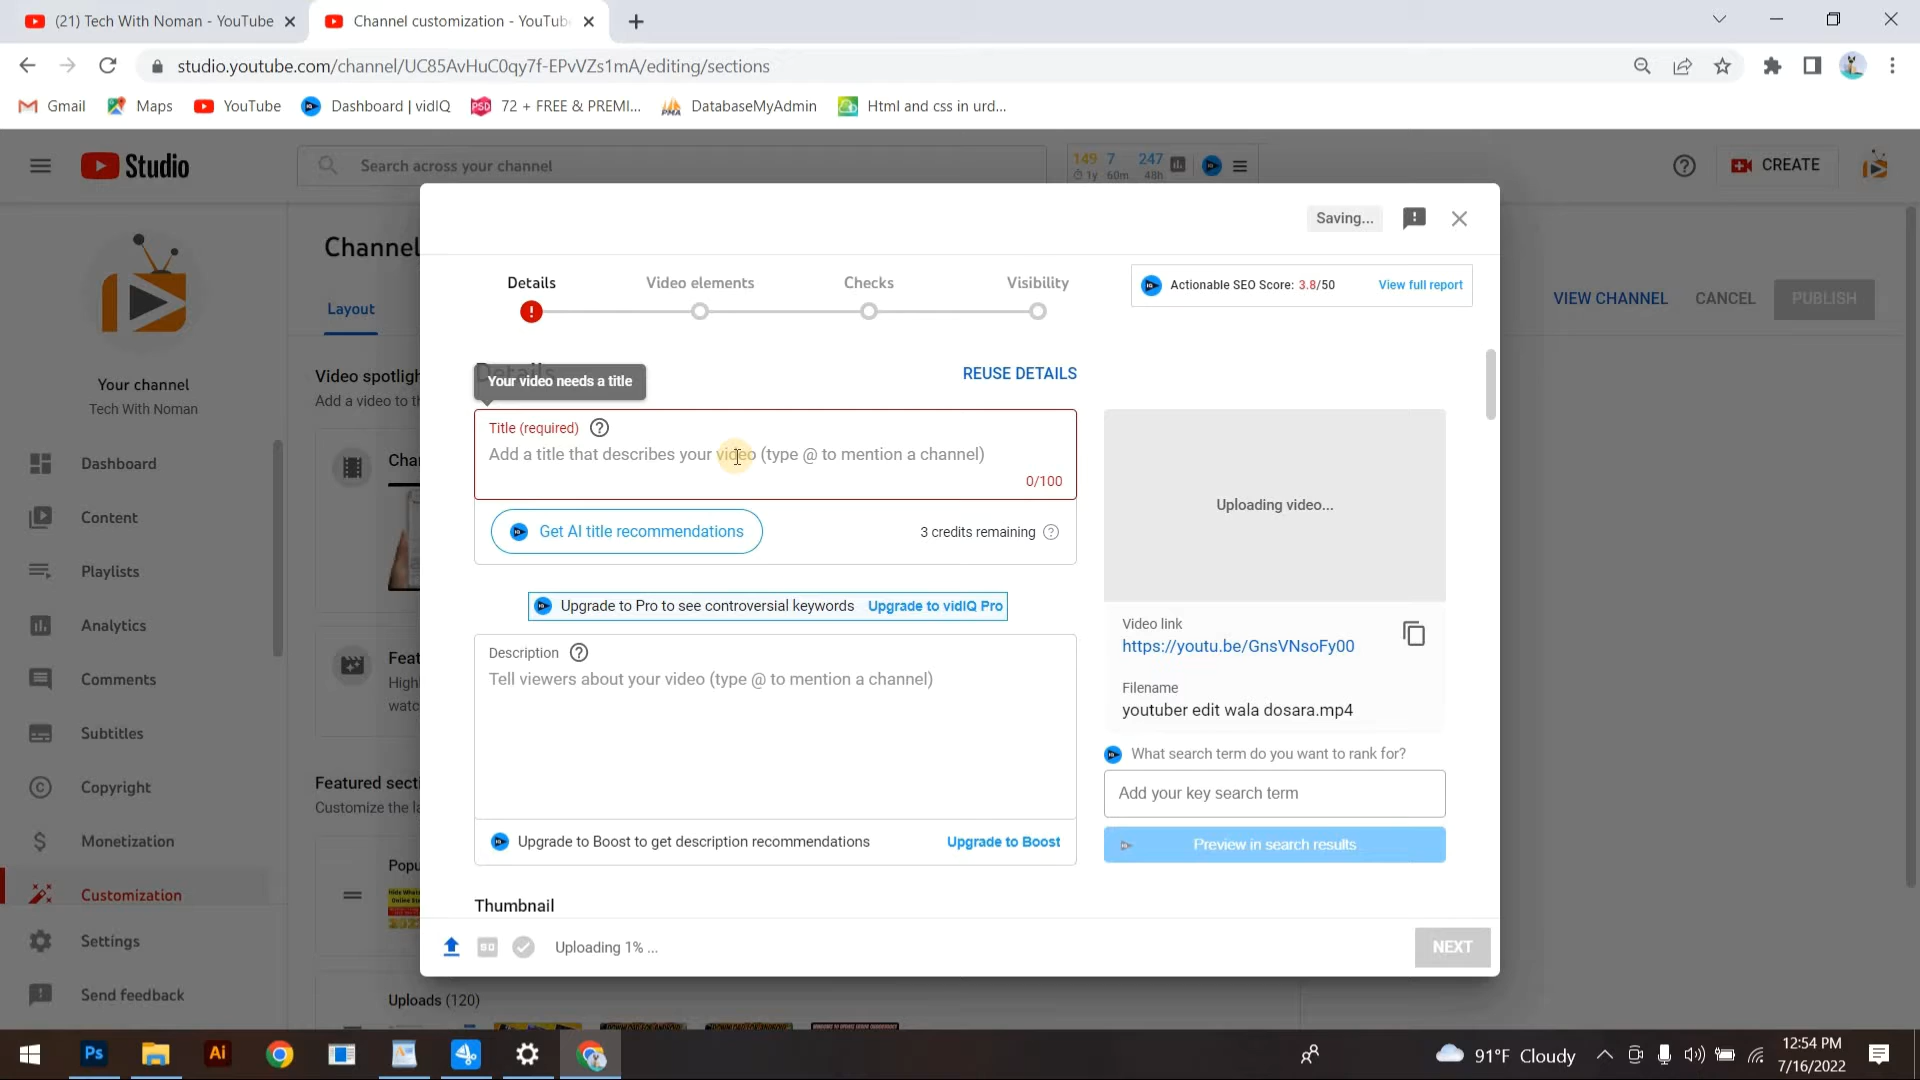 (21) Tech With Noman - YouTube
Channel customization - YouTub
studio.youtube.com/channel/UC85AvHuC0qy7f-EPvVZs1mA/editing/sections
Gmail
Maps
YouTube
Dashboard | vidIQ
72 + FREE & PREMI...
DatabaseMyAdmin
Html and css in urd...
Studio
Search across your channel
149 7 247
1y 60m 48h
CREATE
Your channel
Tech With Noman
Dashboard
Content
Playlists
Analytics
Comments
Subtitles
Copyright
Monetization
Customization
Settings
Send feedback
Channel
Layout
VIEW CHANNEL
CANCEL
PUBLISH
Video spotligh
Add a video to th
Cha
Feat
High
watc
Featured secti
Customize the la
Popu
Uploads (120)
Saving...
Details
Video elements
Checks
Visibility
Actionable SEO Score: 3.8/50
View full report
Details
REUSE DETAILS
Your video needs a title
Title (required)
Add a title that describes your video (type @ to mention a channel)
0/100
Get AI title recommendations
3 credits remaining
Upgrade to Pro to see controversial keywords Upgrade to vidIQ Pro
Description
Tell viewers about your video (type @ to mention a channel)
Upgrade to Boost to get description recommendations
Upgrade to Boost
Thumbnail
Uploading video...
Video link
https://youtu.be/GnsVNsoFy00
Filename
youtuber edit wala dosara.mp4
What search term do you want to rank for?
Add your key search term
Preview in search results
SD
Uploading 1% ...
NEXT
Ps
Ai
91°F Cloudy
12:54 PM
7/16/2022